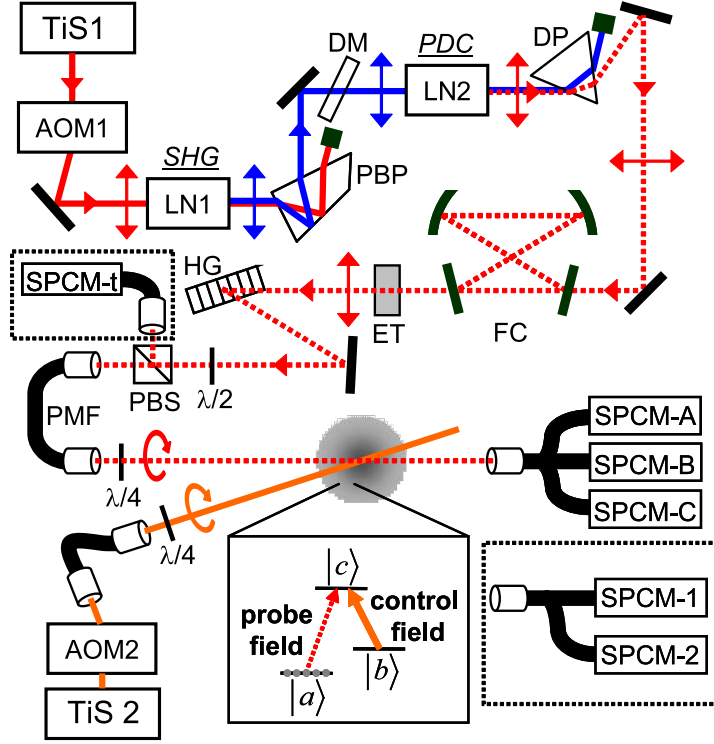 TiS1
AOM1
SHG
LN1
PBP
DM
PDC
LN2
DP
SPCM-t
HG
ET
FC
PBS
λ/2
PMF
λ/4
λ/4
SPCM-A
SPCM-B
SPCM-C
|c⟩
probe field
control field
|a⟩
|b⟩
SPCM-1
SPCM-2
AOM2
TiS 2